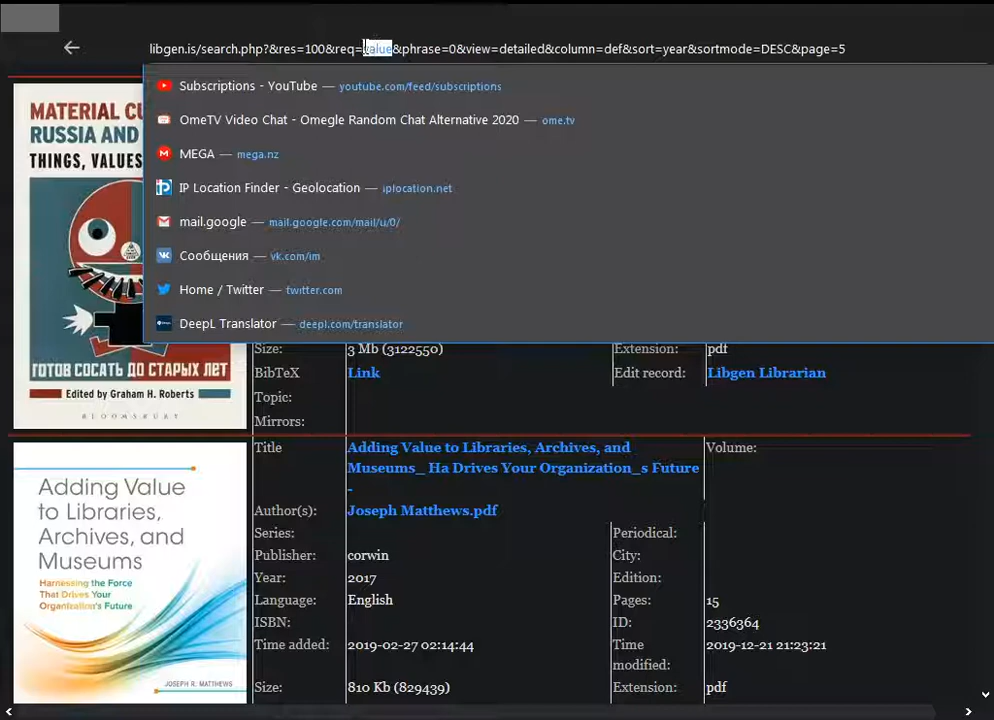 libgen.is/search.php?&res=100&req=value&phrase=0&view=detailed&column=def&sort=year&sortmode=DESC&page=5
Subscriptions - YouTube — youtube.com/feed/subscriptions
OmeTV Video Chat - Omegle Random Chat Alternative 2020 — ome.tv
MEGA — mega.nz
IP Location Finder - Geolocation — iplocation.net
mail.google — mail.google.com/mail/u/0/
Сообщения — vk.com/im
Home / Twitter — twitter.com
DeepL Translator — deepl.com/translator
MATERIAL CU
RUSSIA AND
THINGS, VALUES
ГОТОВ СОСАТЬ ДО СТАРЫХ ЛЕТ
Edited by Graham H. Roberts
BLOOMSBURY
Size: 3 Mb (3122550) Extension: pdf
BibTeX Link Edit record: Libgen Librarian
Topic:
Mirrors:
Adding Value
to Libraries,
Archives, and
Museums
Harnessing the Force
That Drives Your
Organization's Future
JOSEPH R. MATTHEWS
Title Adding Value to Libraries, Archives, and Volume:
Museums_ Ha Drives Your Organization_s Future
-
Author(s): Joseph Matthews.pdf
Series: Periodical:
Publisher: corwin City:
Year: 2017 Edition:
Language: English Pages: 15
ISBN: ID: 2336364
Time added: 2019-02-27 02:14:44 Time 2019-12-21 21:23:21
modified:
Size: 810 Kb (829439) Extension: pdf